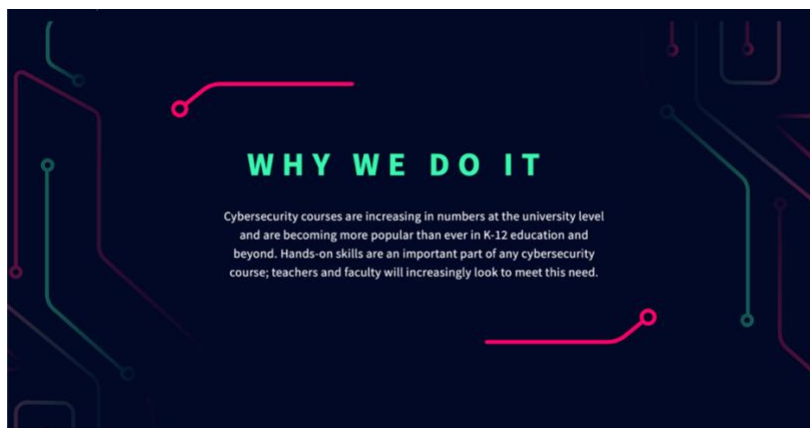 WHY WE DO IT
Cybersecurity courses are increasing in numbers at the university level
and are becoming more popular than ever in K-12 education and
beyond. Hands-on skills are an important part of any cybersecurity
course; teachers and faculty will increasingly look to meet this need.